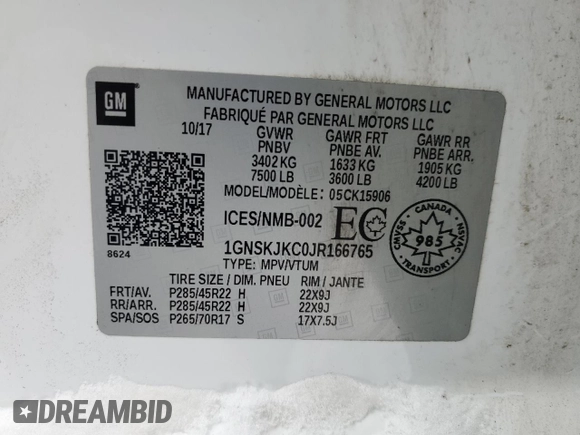 GM
MANUFACTURED BY GENERAL MOTORS LLC
FABRIQUÉ PAR GENERAL MOTORS LLC
10/17 GVWR GAWR FRT GAWR RR
PNBV PNBE AV. PNBE ARR.
3402 KG 1633 KG 1905 KG
7500 LB 3600 LB 4200 LB
MODEL/MODÈLE: 05CK15906
ICES/NMB-002 EC
CANADA
CMVSS 985 NSVAC
TRANSPORT
8624
1GNSKJKC0JR166765
TYPE: MPV/VTUM
TIRE SIZE / DIM. PNEU RIM / JANTE
FRT/AV. P285/45R22 H 22X9J
RR/ARR. P285/45R22 H 22X9J
SPA/SOS P265/70R17 S 17X7.5J
DREAMBID